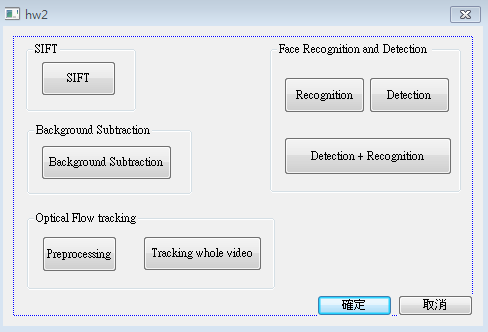 hw2
SIFT
SIFT
Background Subtraction
Background Subtraction
Optical Flow tracking
Preprocessing
Tracking whole video
Face Recognition and Detection
Recognition
Detection
Detection + Recognition
確定
取消